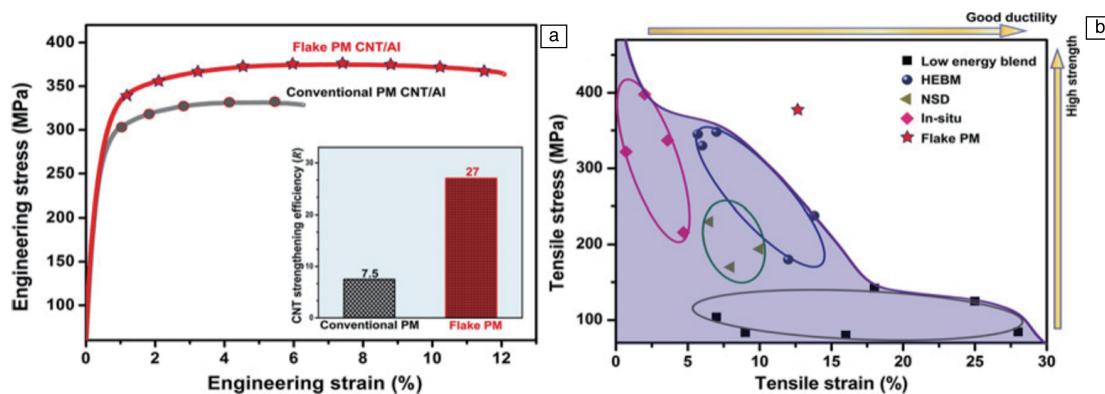 a
Engineering stress (MPa)
400
350
300
250
200
150
100
Flake PM CNT/Al
Conventional PM CNT/Al
CNT strengthening efficiency (R)
30
20
10
0
7.5
27
Conventional PM
Flake PM
0
2
4
6
8
10
12
Engineering strain (%)
b
Good ductility
High strength
Tensile stress (MPa)
400
300
200
100
Low energy blend
HEBM
NSD
In-situ
Flake PM
0
5
10
15
20
25
30
Tensile strain (%)